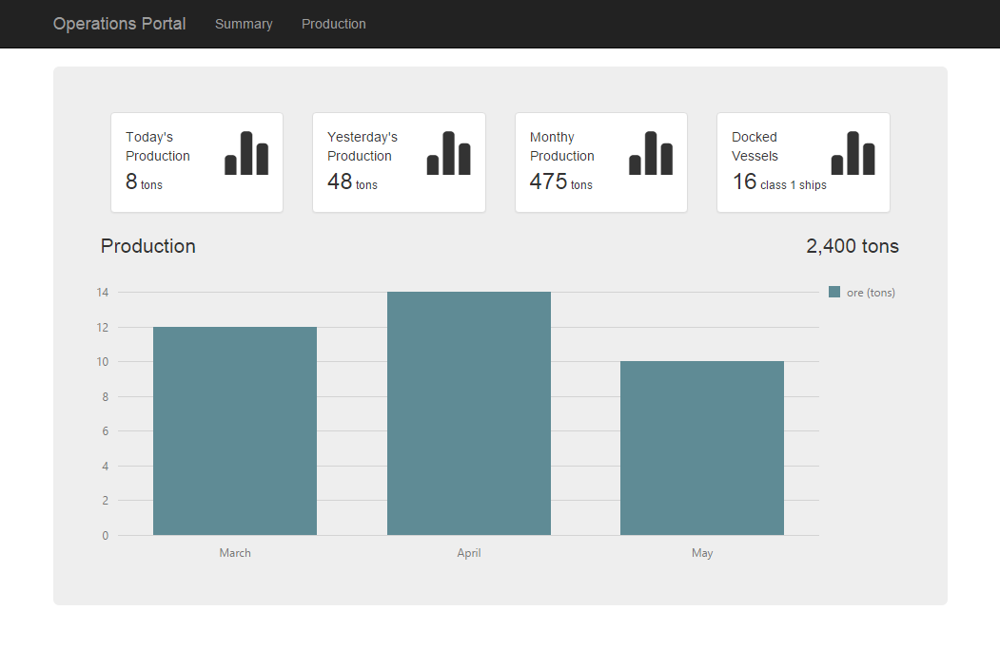 Operations Portal Summary Production
Today's
Production
8 tons
Yesterday's
Production
48 tons
Monthy
Production
475 tons
Docked
Vessels
16 class 1 ships
Production 2,400 tons
ore (tons)
14
12
10
8
6
4
2
0
March April May